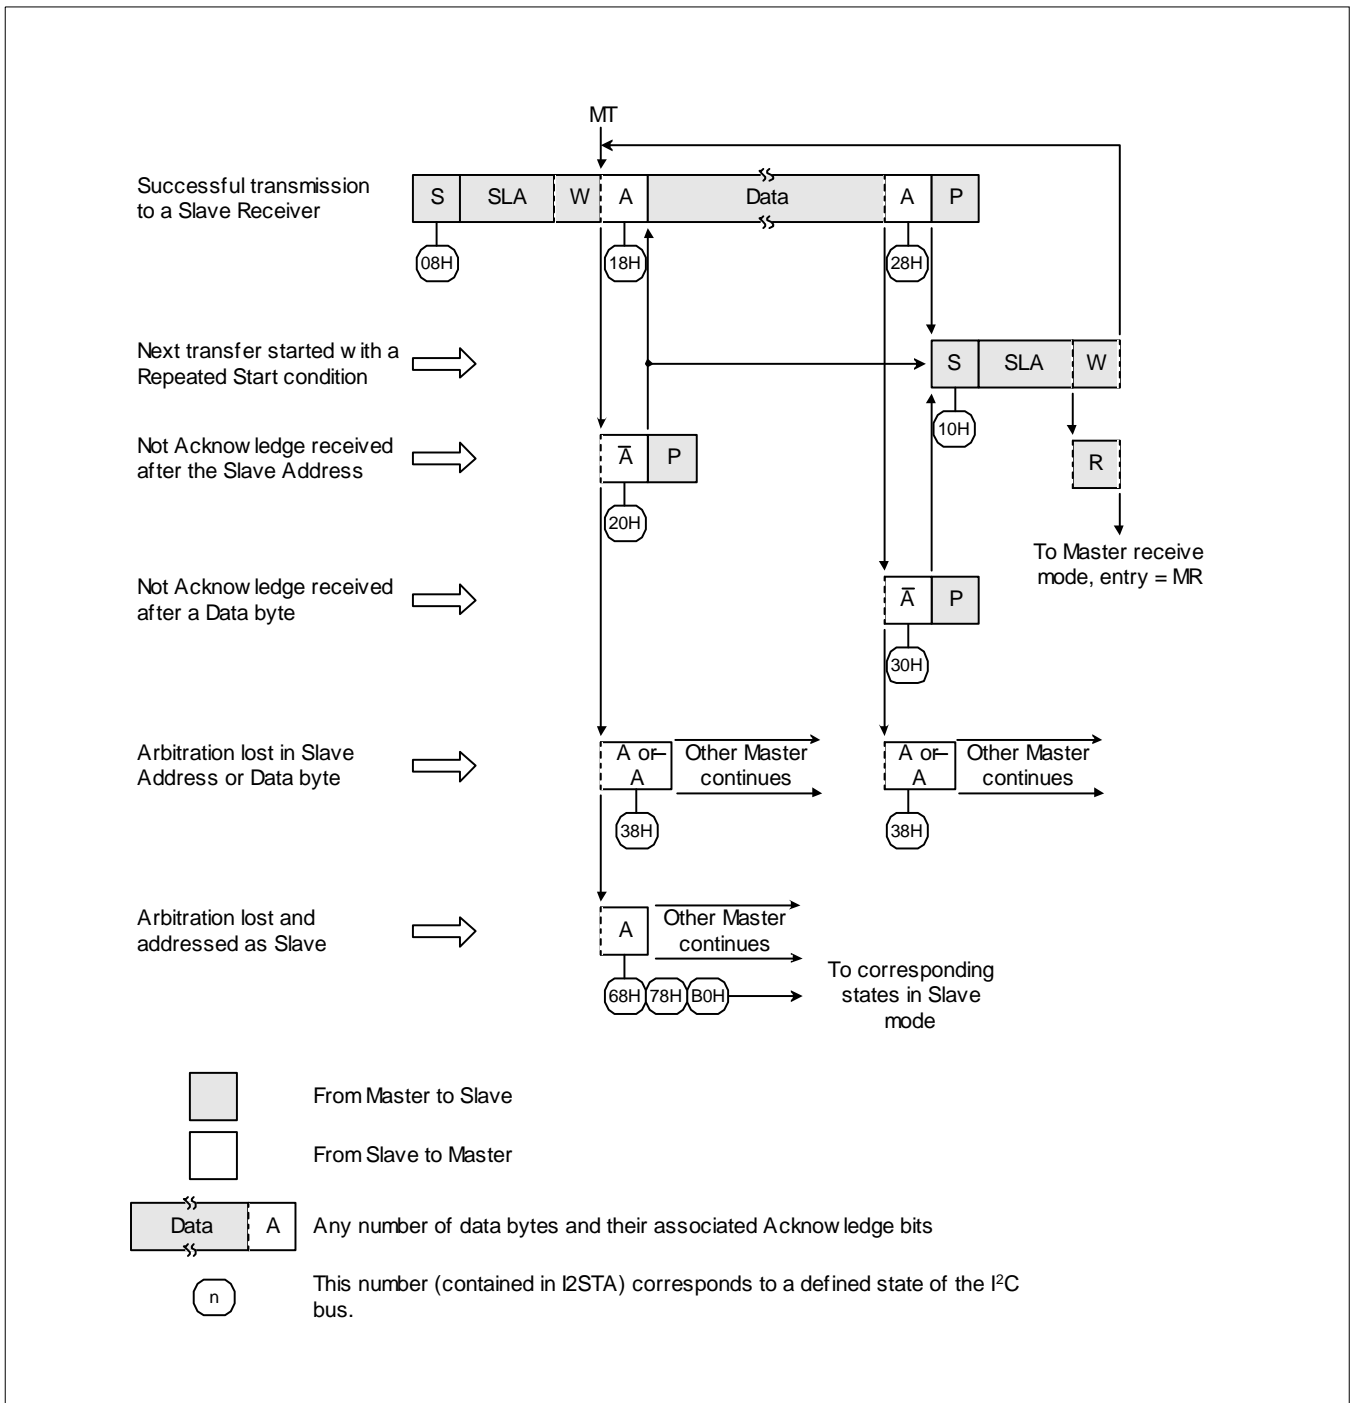 MT
Successful transmission
to a Slave Receiver
S SLA W A Data A P
08H 18H 28H
Next transfer started with a
Repeated Start condition
S SLA W
10H
Not Acknowledge received
after the Slave Address
A̅ P
R
20H
To Master receive
mode, entry = MR
Not Acknowledge received
after a Data byte
A̅ P
30H
Arbitration lost in Slave
Address or Data byte
A or
A̅
Other Master
continues
A or
A̅
Other Master
continues
38H 38H
Arbitration lost and
addressed as Slave
A
Other Master
continues
68H 78H B0H
To corresponding
states in Slave
mode
From Master to Slave
From Slave to Master
Data A Any number of data bytes and their associated Acknowledge bits
n
This number (contained in I2STA) corresponds to a defined state of the I²C
bus.